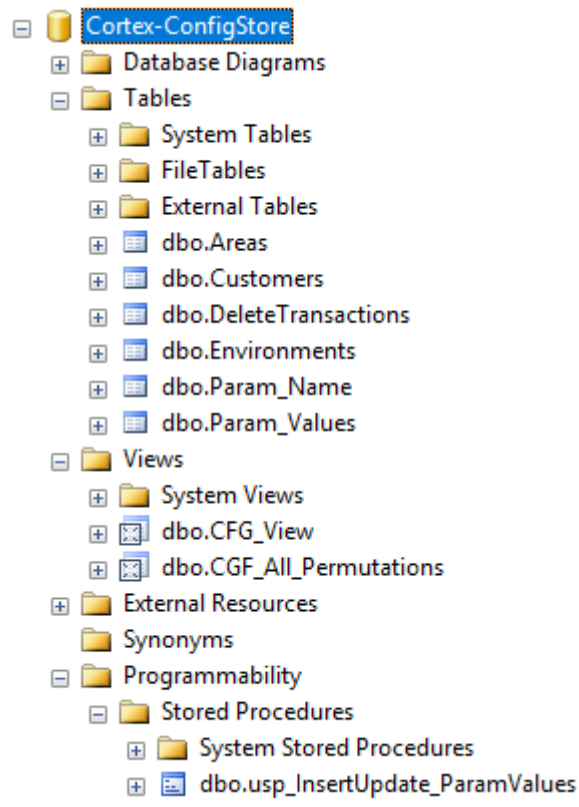 Cortex-ConfigStore
Database Diagrams
Tables
System Tables
FileTables
External Tables
dbo.Areas
dbo.Customers
dbo.DeleteTransactions
dbo.Environments
dbo.Param_Name
dbo.Param_Values
Views
System Views
dbo.CFG_View
dbo.CGF_All_Permutations
External Resources
Synonyms
Programmability
Stored Procedures
System Stored Procedures
dbo.usp_InsertUpdate_ParamValues